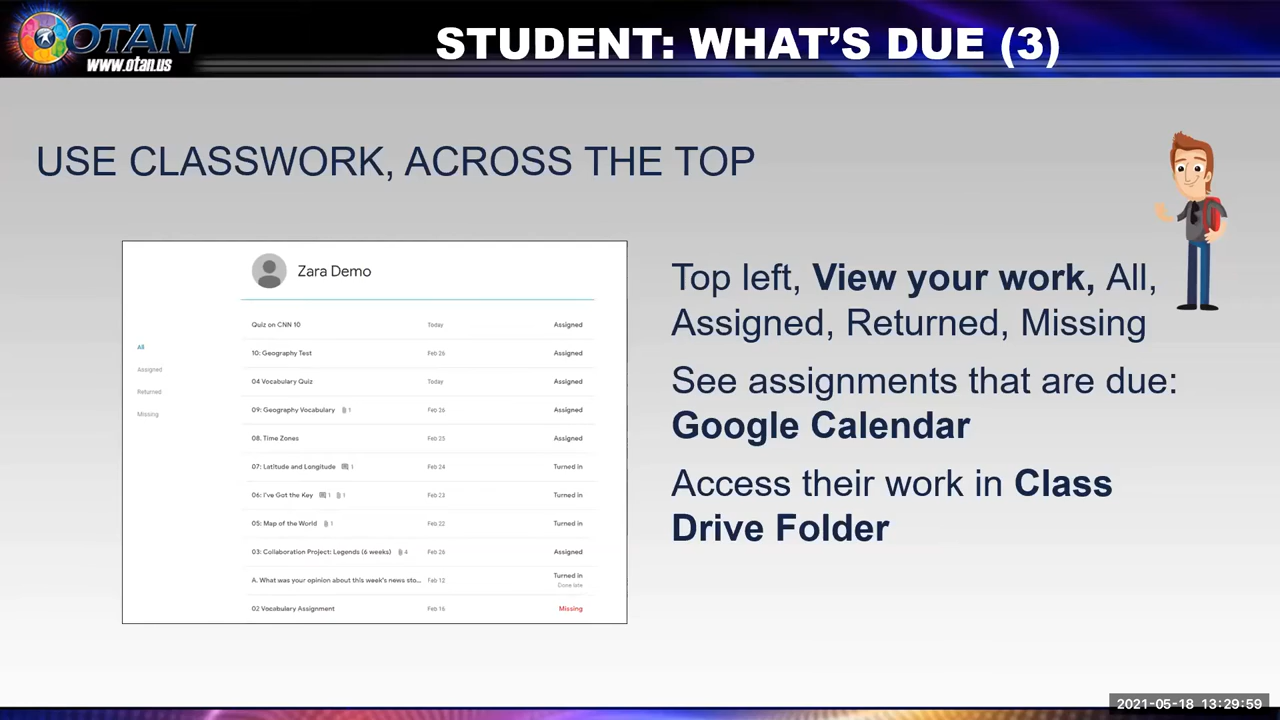 OTAN
www.otan.us
STUDENT: WHAT'S DUE (3)
USE CLASSWORK, ACROSS THE TOP
Zara Demo
All
Assigned
Returned
Missing
Quiz on CNN 10 Today Assigned
10: Geography Test Feb 26 Assigned
04 Vocabulary Quiz Today Assigned
09: Geography Vocabulary 1 Feb 26 Assigned
08. Time Zones Feb 25 Assigned
07: Latitude and Longitude 1 Feb 24 Turned in
06: I've Got the Key 1 1 Feb 23 Turned in
05: Map of the World 1 Feb 22 Turned in
03: Collaboration Project: Legends (6 weeks) 4 Feb 26 Assigned
A. What was your opinion about this week's news sto... Feb 12 Turned in
Done late
02 Vocabulary Assignment Feb 16 Missing
Top left, View your work, All,
Assigned, Returned, Missing
See assignments that are due:
Google Calendar
Access their work in Class
Drive Folder
2021-05-18 13:29:59